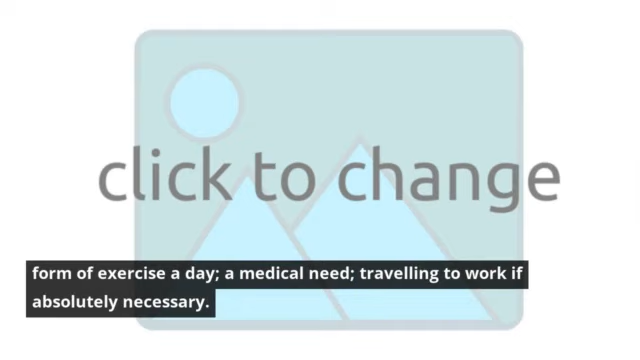 click to change
form of exercise a day; a medical need; travelling to work if
absolutely necessary.